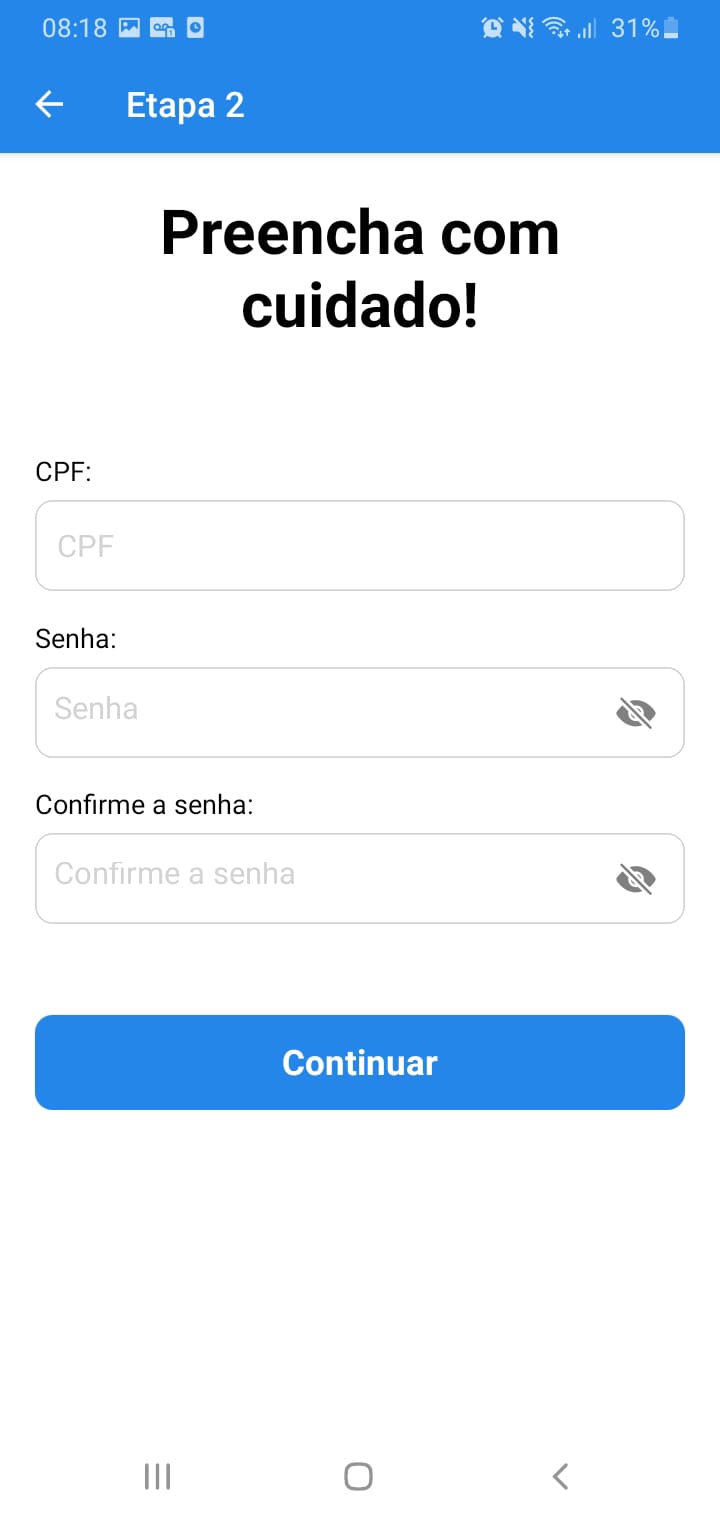 08:18
31%
Etapa 2
Preencha com
cuidado!
CPF:
CPF
Senha:
Senha
Confirme a senha:
Confirme a senha
Continuar